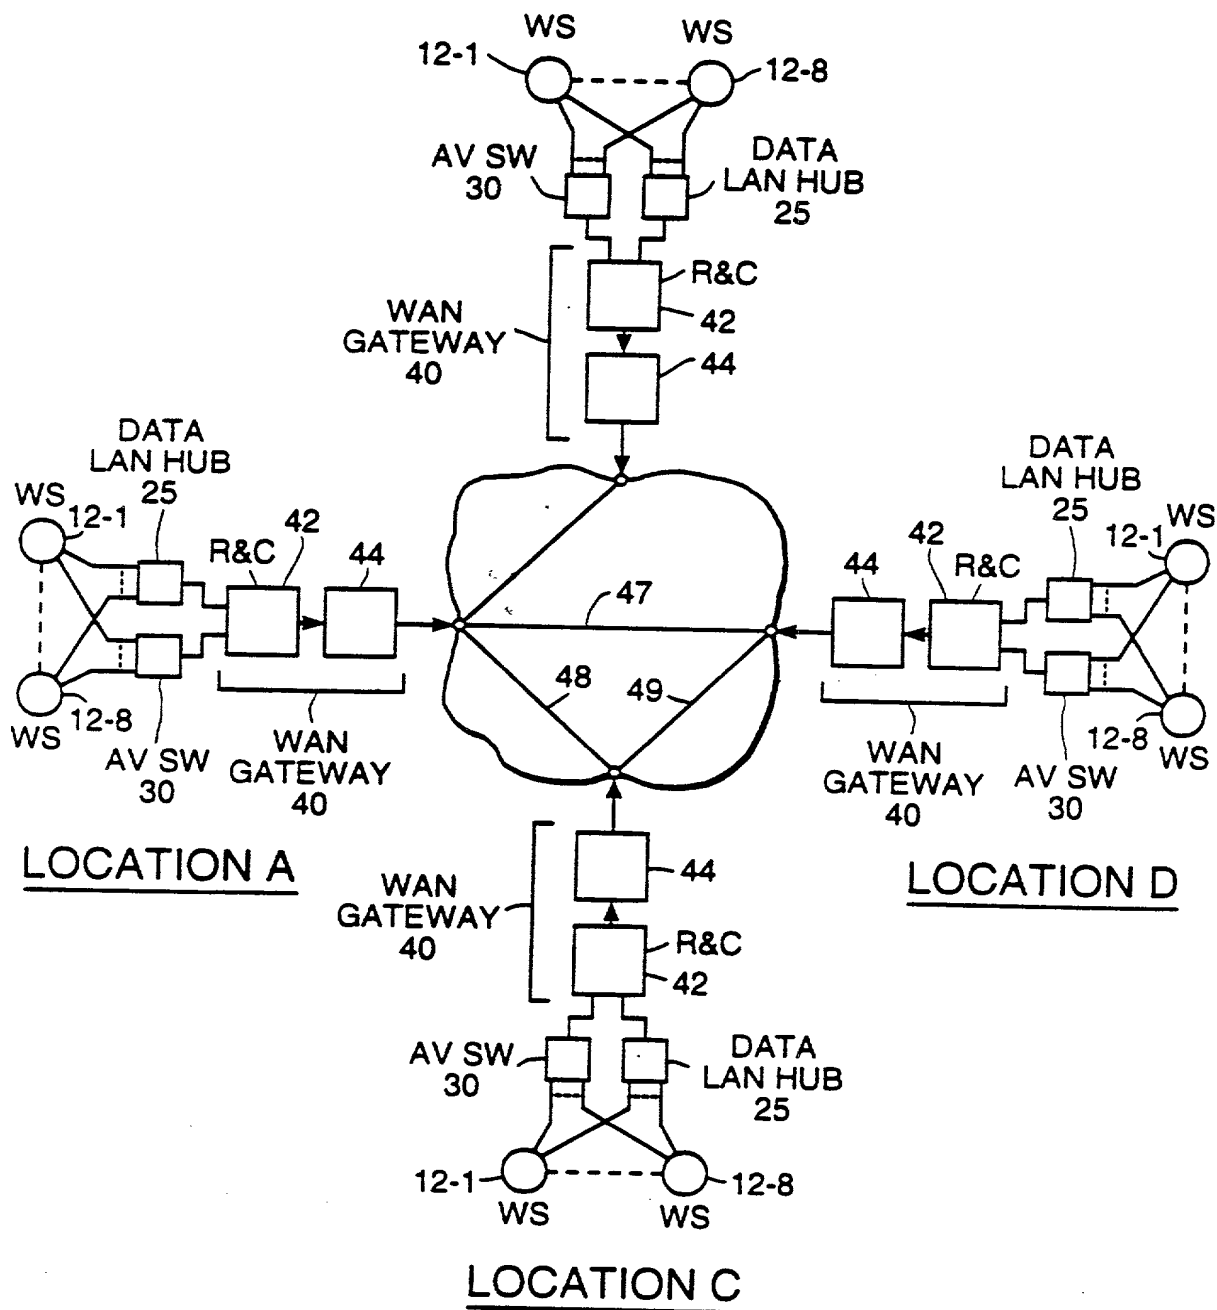 WS WS
12-1 12-8
AV SW
30
DATA
LAN HUB
25
R&C
42
WAN
GATEWAY
40
44
DATA
LAN HUB
25
WS
12-1
R&C
42
44
12-8
WS
AV SW
30
WAN
GATEWAY
40
LOCATION A
47
48
49
DATA
LAN HUB
25
WS
12-1
44
42
R&C
12-8
WS
WAN
GATEWAY
40
AV SW
30
LOCATION D
WAN
GATEWAY
40
44
R&C
42
AV SW
30
DATA
LAN HUB
25
12-1 12-8
WS WS
LOCATION C